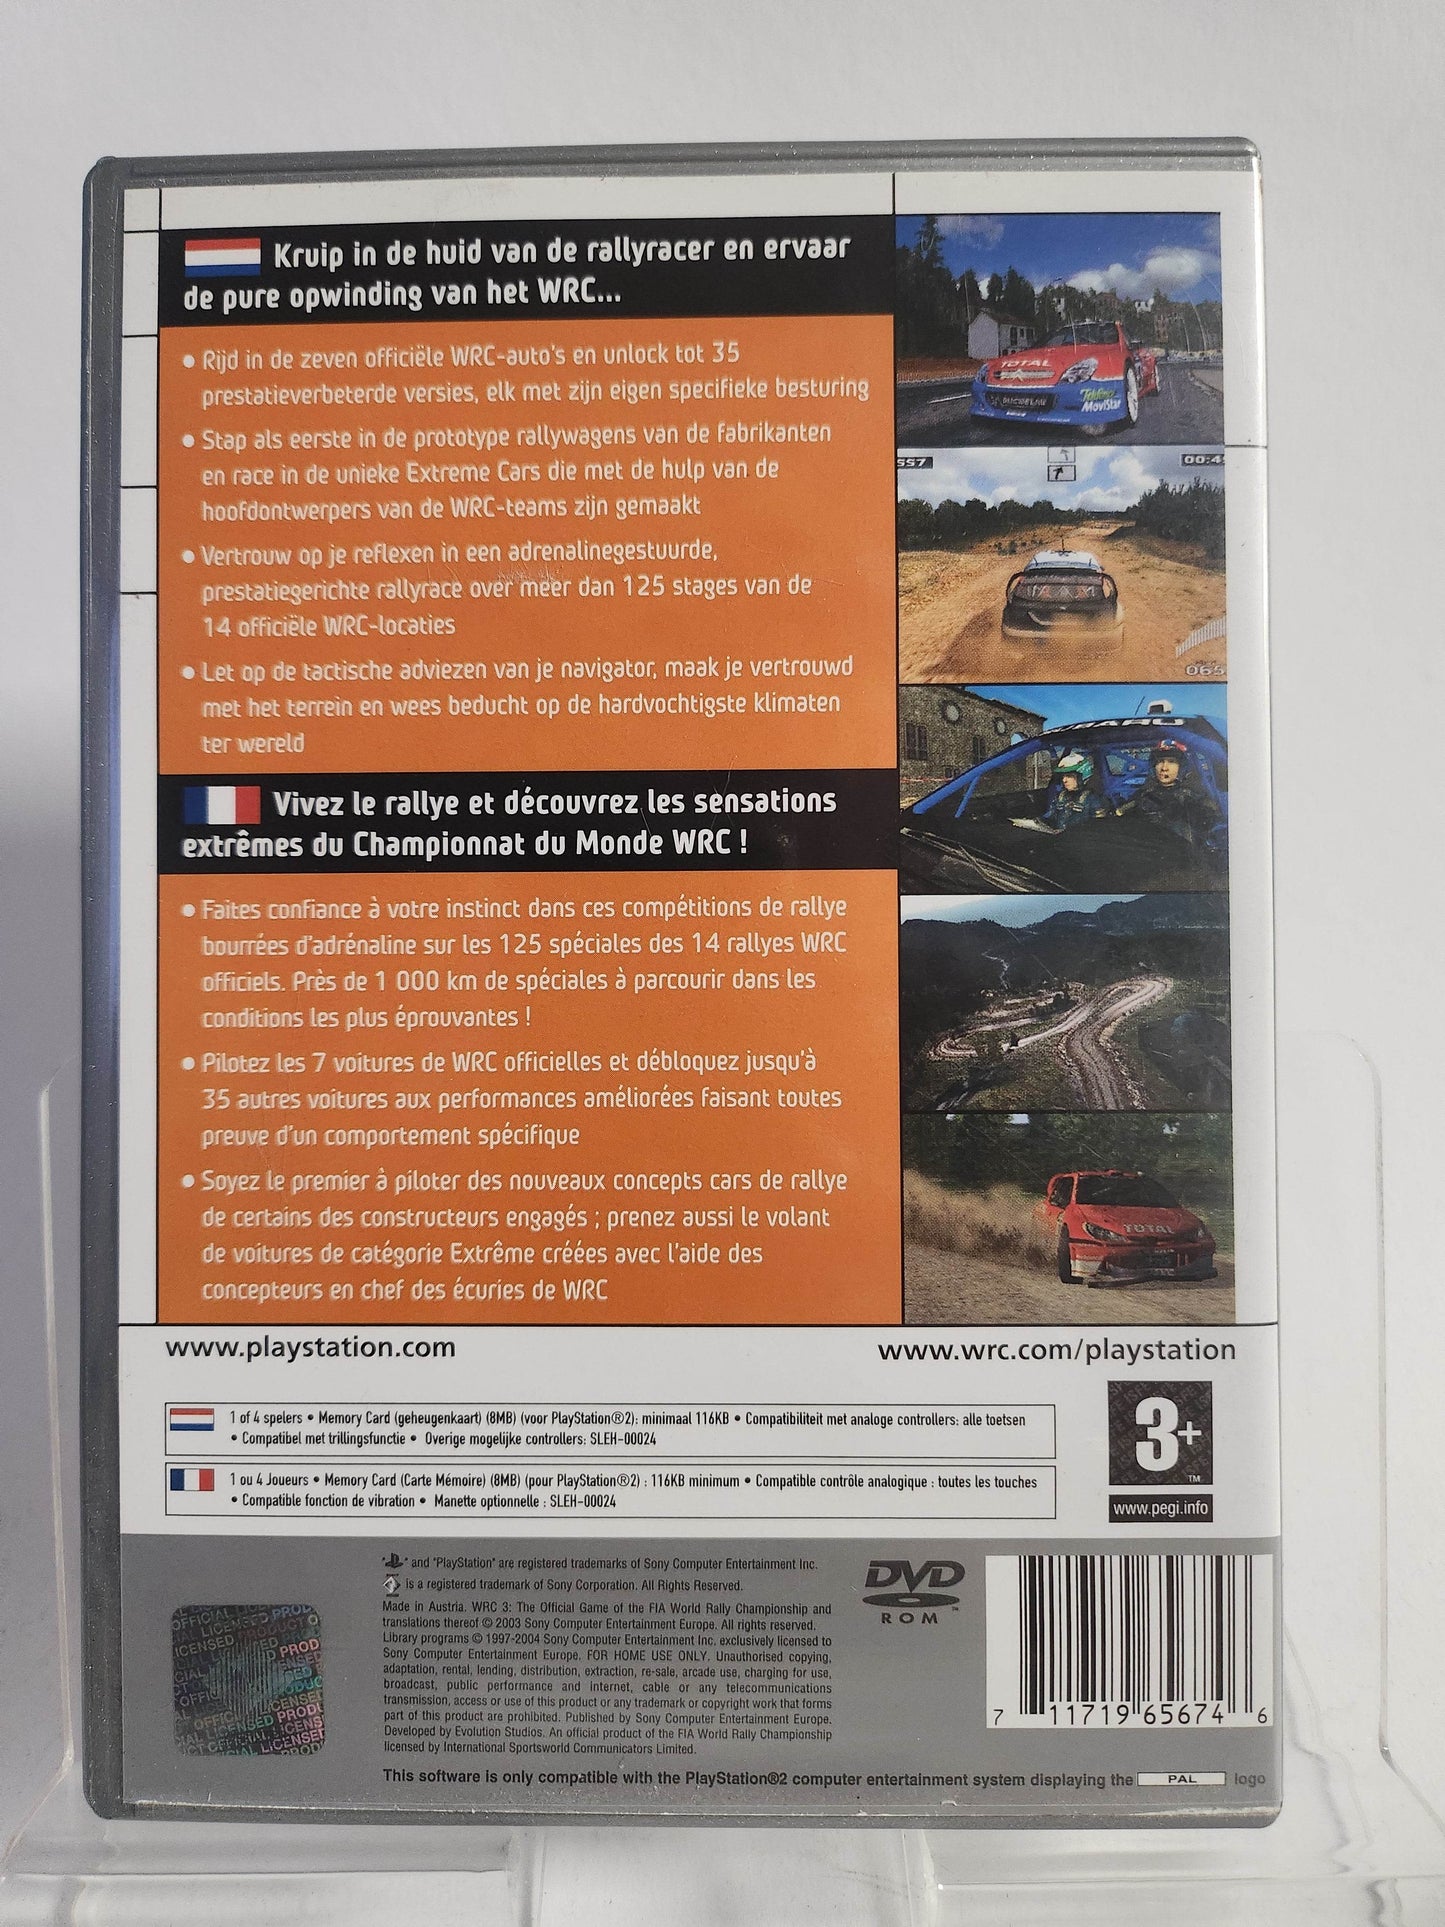 Kruip in de huid van de rallyracer en ervaar
de pure opwinding van het WRC...
• Rijd in de zeven officiële WRC-auto's en unlock tot 35
prestatieverbeterde versies, elk met zijn eigen specifieke besturing
• Stap als eerste in de prototype rallywagens van de fabrikanten
en race in de unieke Extreme Cars die met de hulp van de
hoofdontwerpers van de WRC-teams zijn gemaakt
• Vertrouw op je reflexen in een adrenalinegestuurde,
prestatiegerichte rallyrace over meer dan 125 stages van de
14 officiële WRC-locaties
• Let op de tactische adviezen van je navigator, maak je vertrouwd
met het terrein en wees beducht op de hardvochtigste klimaten
ter wereld
Vivez le rallye et découvrez les sensations
extrêmes du Championnat du Monde WRC !
• Faites confiance à votre instinct dans ces compétitions de rallye
bourrées d'adrénaline sur les 125 spéciales des 14 rallyes WRC
officiels. Près de 1 000 km de spéciales à parcourir dans les
conditions les plus éprouvantes !
• Pilotez les 7 voitures de WRC officielles et débloquez jusqu'à
35 autres voitures aux performances améliorées faisant toutes
preuve d'un comportement spécifique
• Soyez le premier à piloter des nouveaux concepts cars de rallye
de certains des constructeurs engagés ; prenez aussi le volant
de voitures de catégorie Extrême créées avec l'aide des
concepteurs en chef des écuries de WRC
TOTAL
Telefónica
MoviStar
SS7
SUBARU
TOTAL
www.playstation.com
www.wrc.com/playstation
1 of 4 spelers • Memory Card (geheugenkaart) (8MB) (voor PlayStation®2): minimaal 116KB • Compatibiliteit met analoge controllers: alle toetsen
• Compatibel met trillingsfunctie • Overige mogelijke controllers: SLEH-00024
1 ou 4 Joueurs • Memory Card (Carte Mémoire) (8MB) (pour PlayStation®2) : 116KB minimum • Compatible contrôle analogique : toutes les touches
• Compatible fonction de vibration • Manette optionnelle : SLEH-00024
3+
TM
www.pegi.info
" " and "PlayStation" are registered trademarks of Sony Computer Entertainment Inc.
is a registered trademark of Sony Corporation. All Rights Reserved.
Made in Austria. WRC 3: The Official Game of the FIA World Rally Championship and
translations thereof © 2003 Sony Computer Entertainment Europe. All rights reserved.
Library programs © 1997-2004 Sony Computer Entertainment Inc. exclusively licensed to
Sony Computer Entertainment Europe. FOR HOME USE ONLY. Unauthorised copying,
adaptation, rental, lending, distribution, extraction, re-sale, arcade use, charging for use,
broadcast, public performance and internet, cable or any telecommunications
transmission, access or use of this product or any trademark or copyright work that forms
part of this product are prohibited. Published by Sony Computer Entertainment Europe.
Developed by Evolution Studios. An official product of the FIA World Rally Championship
licensed by International Sportsworld Communicators Limited.
DVD
ROM
7 11719 65674 6
This software is only compatible with the PlayStation®2 computer entertainment system displaying the PAL logo